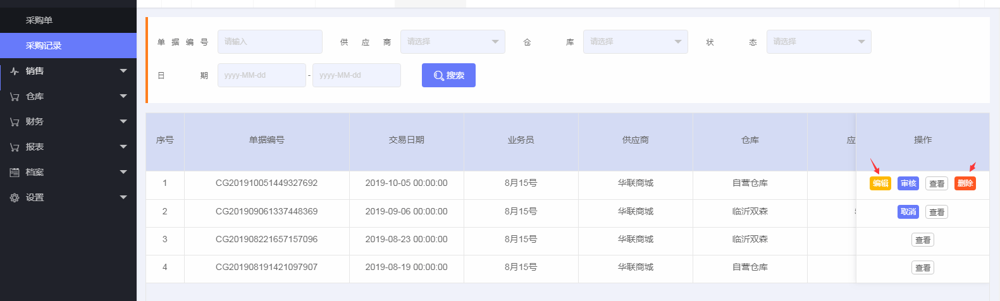 采购单
采购记录
销售
仓库
财务
报表
档案
设置
单据编号 请输入 供应商 请选择 仓库 请选择 状态 请选择
日期 yyyy-MM-dd - yyyy-MM-dd 搜索
序号 单据编号 交易日期 业务员 供应商 仓库 应 操作
1 CG201910051449327692 2019-10-05 00:00:00 8月15号 华联商城 自营仓库 编辑 审核 查看 删除
2 CG201909061337448369 2019-09-06 00:00:00 8月15号 华联商城 临沂双森 取消 查看
3 CG201908221657157096 2019-08-23 00:00:00 8月15号 华联商城 临沂双森 查看
4 CG201908191421097907 2019-08-19 00:00:00 8月15号 华联商城 自营仓库 查看